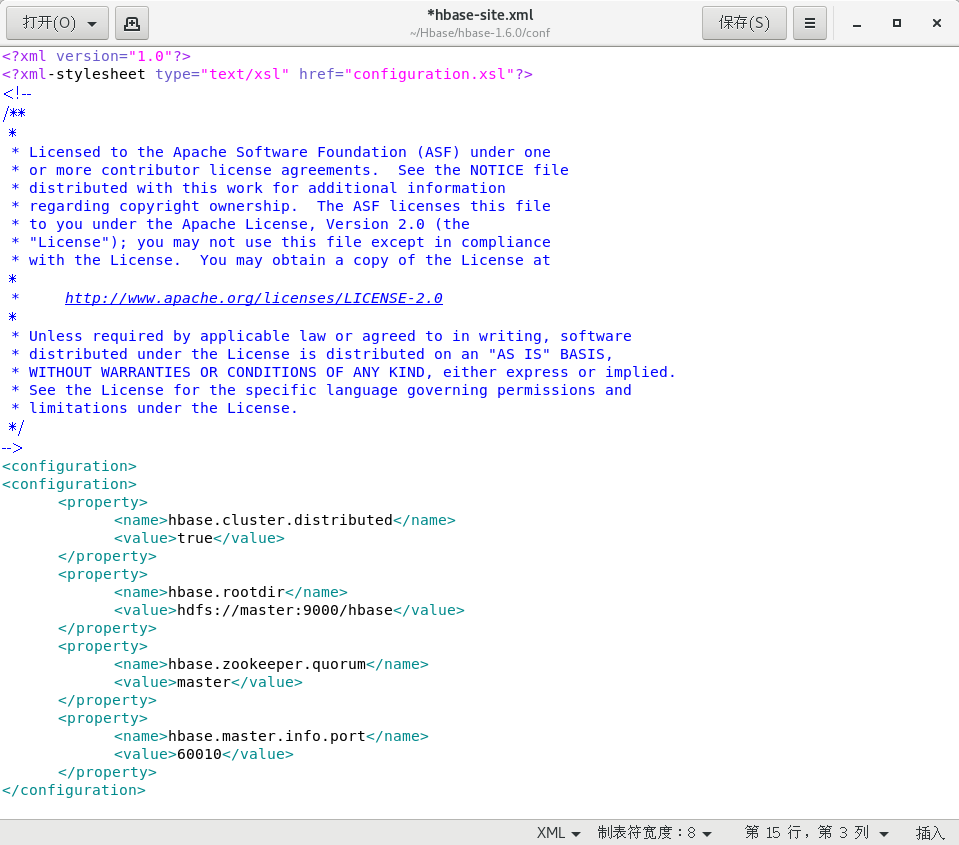 打开(O)
*hbase-site.xml
~/Hbase/hbase-1.6.0/conf
保存(S)
<?xml version="1.0"?>
<?xml-stylesheet type="text/xsl" href="configuration.xsl"?>
<!--
/**
 *
 * Licensed to the Apache Software Foundation (ASF) under one
 * or more contributor license agreements.  See the NOTICE file
 * distributed with this work for additional information
 * regarding copyright ownership.  The ASF licenses this file
 * to you under the Apache License, Version 2.0 (the
 * "License"); you may not use this file except in compliance
 * with the License.  You may obtain a copy of the License at
 *
 *     http://www.apache.org/licenses/LICENSE-2.0
 *
 * Unless required by applicable law or agreed to in writing, software
 * distributed under the License is distributed on an "AS IS" BASIS,
 * WITHOUT WARRANTIES OR CONDITIONS OF ANY KIND, either express or implied.
 * See the License for the specific language governing permissions and
 * limitations under the License.
 */
-->
<configuration>
<configuration>
<property>
<name>hbase.cluster.distributed</name>
<value>true</value>
</property>
<property>
<name>hbase.rootdir</name>
<value>hdfs://master:9000/hbase</value>
</property>
<property>
<name>hbase.zookeeper.quorum</name>
<value>master</value>
</property>
<property>
<name>hbase.master.info.port</name>
<value>60010</value>
</property>
</configuration>
XML 制表符宽度：8 第 15 行，第 3 列 插入